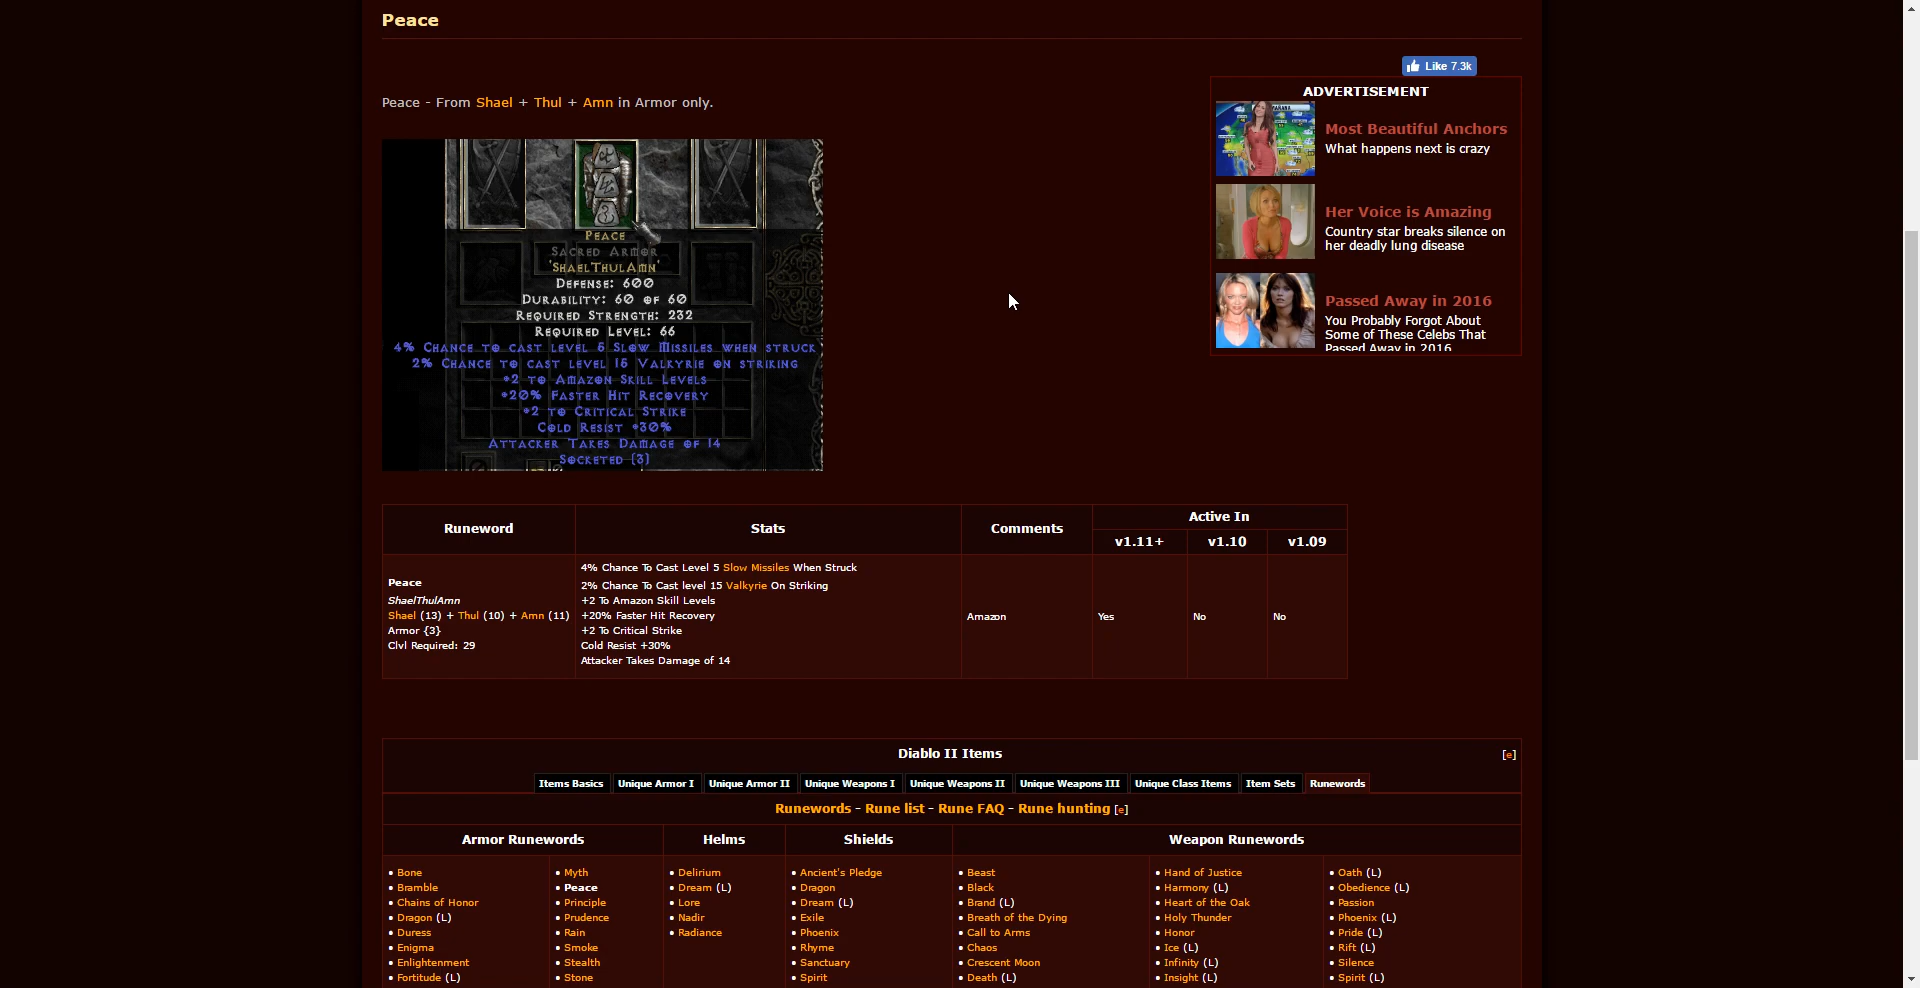 Peace
Like 7.3k
ADVERTISEMENT
Most Beautiful Anchors
What happens next is crazy
Her Voice is Amazing
Country star breaks silence on
her deadly lung disease
Passed Away in 2016
You Probably Forgot About
Some of These Celebs That
Passed Away in 2016
Peace - From Shael + Thul + Amn in Armor only.
Peace
Sacred Armor
'ShaelThulAmn'
Defense: 600
Durability: 60 of 60
Required Strength: 232
Required Level: 66
4% Chance to cast level 5 Slow Missiles when struck
2% Chance to cast level 15 Valkyrie on striking
+2 to Amazon Skill Levels
+20% Faster Hit Recovery
+2 to Critical Strike
Cold Resist +30%
Attacker Takes Damage of 14
Socketed (3)
Runeword Stats Comments Active In
v1.11+ v1.10 v1.09
Peace
ShaelThulAmn
Shael (13) + Thul (10) + Amn (11)
Armor {3}
Clvl Required: 29
4% Chance To Cast Level 5 Slow Missiles When Struck
2% Chance To Cast level 15 Valkyrie On Striking
+2 To Amazon Skill Levels
+20% Faster Hit Recovery
+2 To Critical Strike
Cold Resist +30%
Attacker Takes Damage of 14
Amazon
Yes No No
Diablo II Items [e]
Items Basics Unique Armor I Unique Armor II Unique Weapons I Unique Weapons II Unique Weapons III Unique Class Items Item Sets Runewords
Runewords - Rune list - Rune FAQ - Rune hunting [e]
Armor Runewords Helms Shields Weapon Runewords
• Bone
• Bramble
• Chains of Honor
• Dragon (L)
• Duress
• Enigma
• Enlightenment
• Fortitude (L)
• Myth
• Peace
• Principle
• Prudence
• Rain
• Smoke
• Stealth
• Stone
• Delirium
• Dream (L)
• Lore
• Nadir
• Radiance
• Ancient's Pledge
• Dragon
• Dream (L)
• Exile
• Phoenix
• Rhyme
• Sanctuary
• Spirit
• Beast
• Black
• Brand (L)
• Breath of the Dying
• Call to Arms
• Chaos
• Crescent Moon
• Death (L)
• Hand of Justice
• Harmony (L)
• Heart of the Oak
• Holy Thunder
• Honor
• Ice (L)
• Infinity (L)
• Insight (L)
• Oath (L)
• Obedience (L)
• Passion
• Phoenix (L)
• Pride (L)
• Rift (L)
• Silence
• Spirit (L)